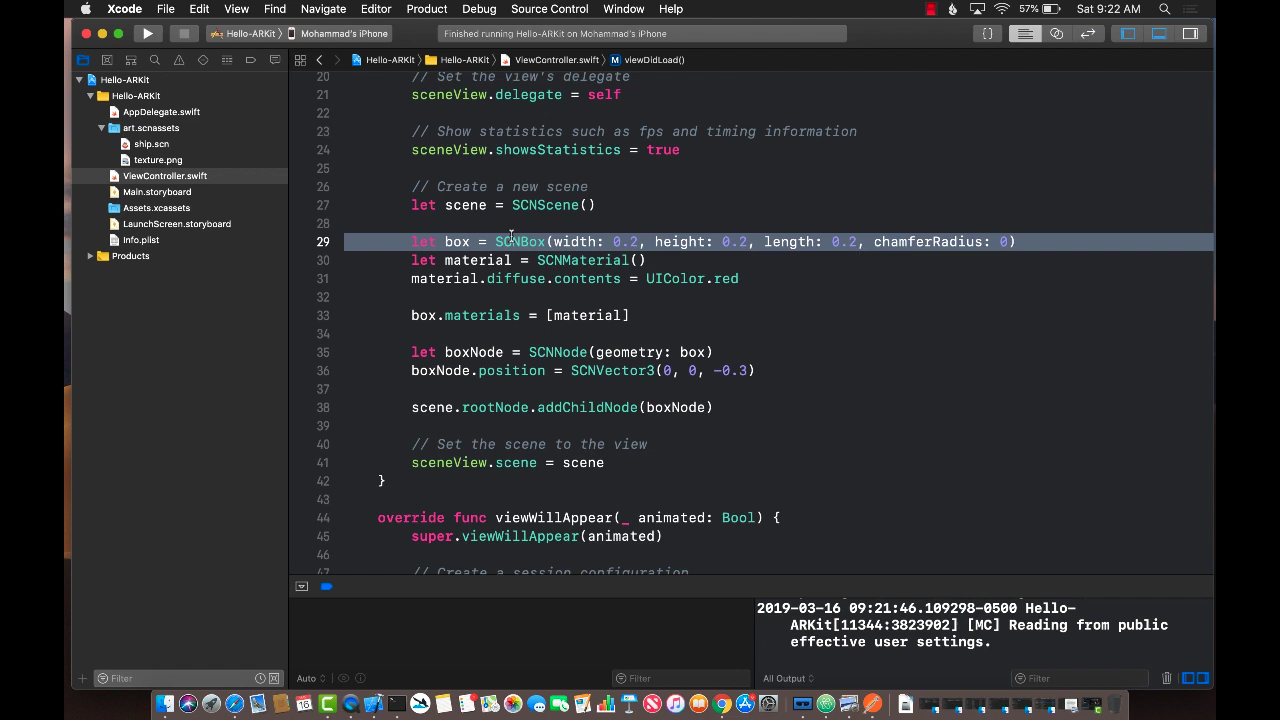 Xcode File Edit View Find Navigate Editor Product Debug Source Control Window Help 57% Sat 9:22 AM
Hello-ARKit Mohammad's iPhone Finished running Hello-ARKit on Mohammad's iPhone
Hello-ARKit Hello-ARKit ViewController.swift M viewDidLoad()
Hello-ARKit
Hello-ARKit
AppDelegate.swift
art.scnassets
ship.scn
texture.png
ViewController.swift
Main.storyboard
Assets.xcassets
LaunchScreen.storyboard
Info.plist
Products
20 // Set the view's delegate
21 sceneView.delegate = self
22
23 // Show statistics such as fps and timing information
24 sceneView.showsStatistics = true
25
26 // Create a new scene
27 let scene = SCNScene()
28
29 let box = SCNBox(width: 0.2, height: 0.2, length: 0.2, chamferRadius: 0)
30 let material = SCNMaterial()
31 material.diffuse.contents = UIColor.red
32
33 box.materials = [material]
34
35 let boxNode = SCNNode(geometry: box)
36 boxNode.position = SCNVector3(0, 0, -0.3)
37
38 scene.rootNode.addChildNode(boxNode)
39
40 // Set the scene to the view
41 sceneView.scene = scene
42 }
43
44 override func viewWillAppear(_ animated: Bool) {
45 super.viewWillAppear(animated)
46
47 // Create a session configuration
2019-03-16 09:21:46.109298-0500 Hello-
ARKit[11344:3823902] [MC] Reading from public
effective user settings.
Filter Auto Filter All Output Filter